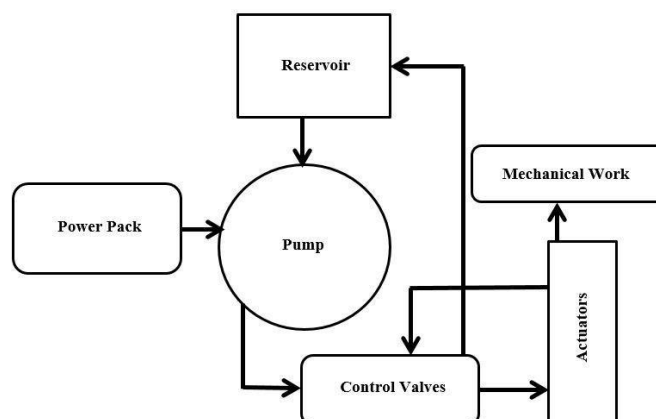 Reservoir
Mechanical Work
Power Pack
Pump
Actuators
Control Valves